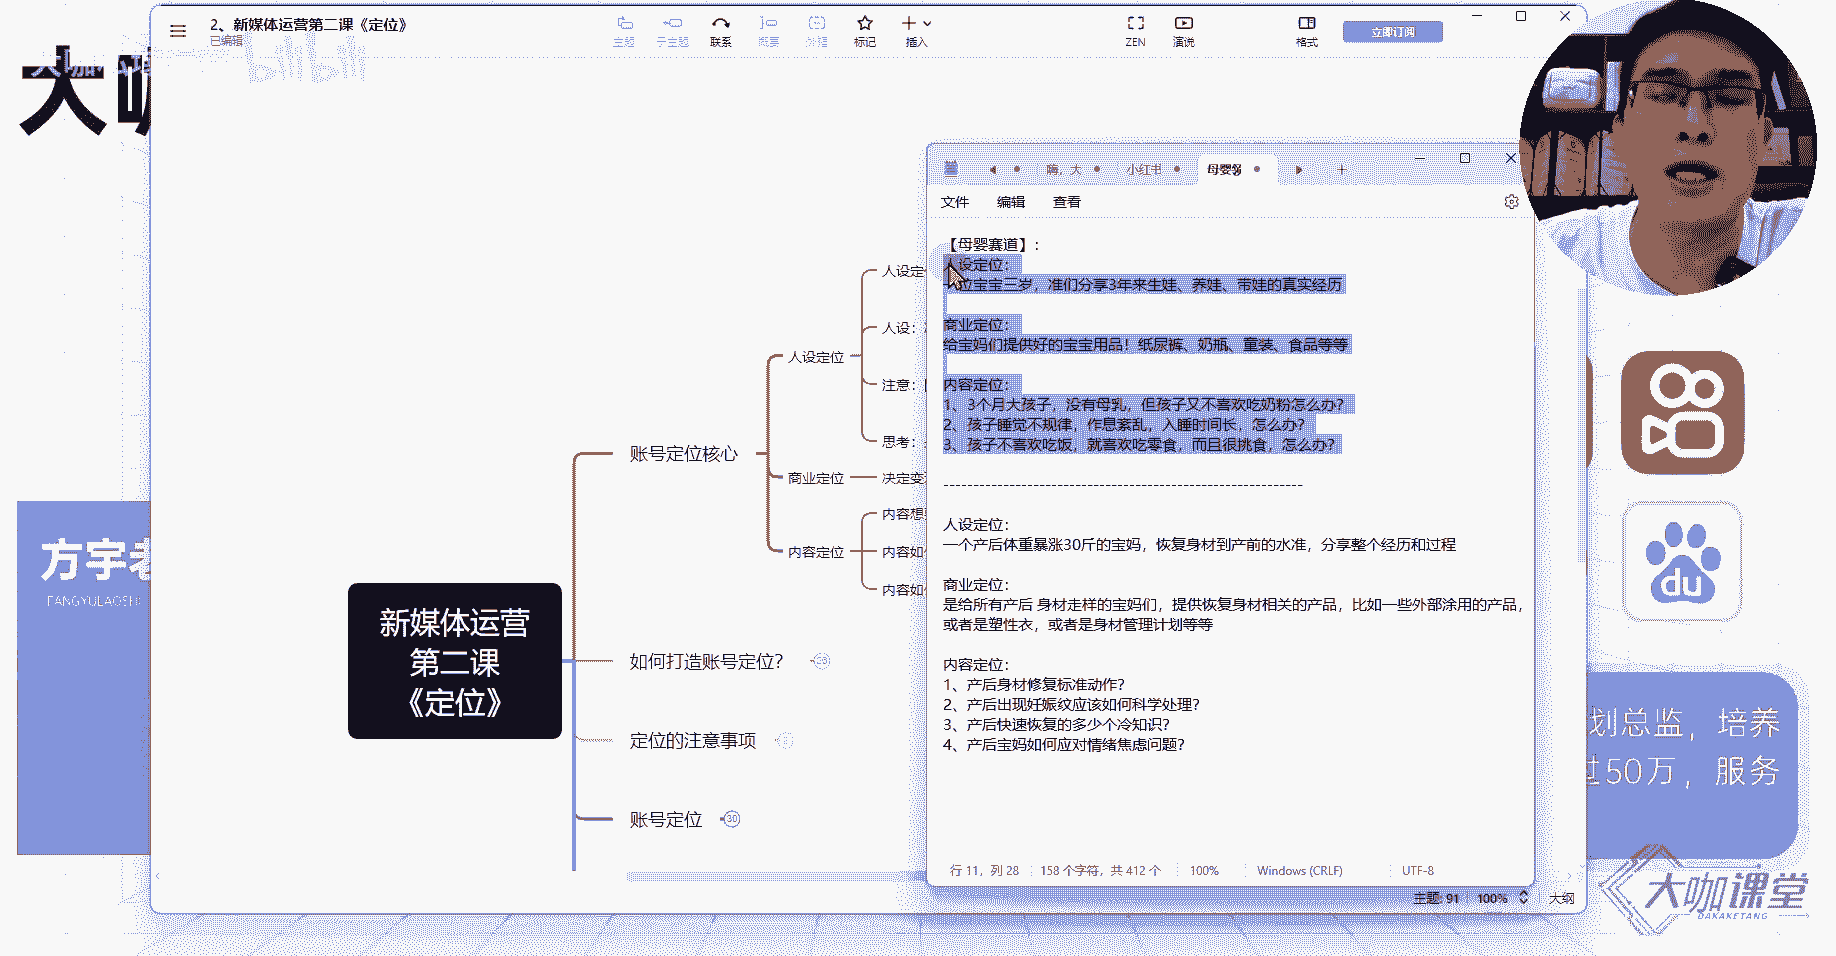 2、新媒体运营第二课《定位》
已编辑
主题
子主题
联系
概要
外框
标记
插入
ZEN
演说
格式
立即订阅
bilibili
大咖
方宇老
FANGYULAOSHI
新媒体运营
第二课
《定位》
账号定位核心
人设定位
人设定
人设：
注意：
思考：
商业定位
决定变
内容定位
内容想
内容如
内容如
如何打造账号定位？
定位的注意事项
账号定位
30
嗨，大
小红书
母婴
文件
编辑
查看
【母婴赛道】：
人设定位：
一位宝宝三岁，准们分享3年来生娃、养娃、带娃的真实经历
商业定位：
给宝妈们提供好的宝宝用品！纸尿裤、奶瓶、童装、食品等等
内容定位：
1、3个月大孩子，没有母乳，但孩子又不喜欢吃奶粉怎么办？
2、孩子睡觉不规律，作息紊乱，入睡时间长，怎么办？
3、孩子不喜欢吃饭，就喜欢吃零食，而且很挑食，怎么办？
------------------------------------------------------------
人设定位：
一个产后体重暴涨30斤的宝妈，恢复身材到产前的水准，分享整个经历和过程
商业定位：
是给所有产后 身材走样的宝妈们，提供恢复身材相关的产品，比如一些外部涂用的产品，
或者是塑性衣，或者是身材管理计划等等
内容定位：
1、产后身材修复标准动作？
2、产后出现妊娠纹应该如何科学处理？
3、产后快速恢复的多少个冷知识？
4、产后宝妈如何应对情绪焦虑问题？
行 11，列 28
158 个字符，共 412 个
100%
Windows (CRLF)
UTF-8
主题: 91
100%
大纲
du
划总监，培养
过50万，服务
大咖课堂
DAKAKETANG